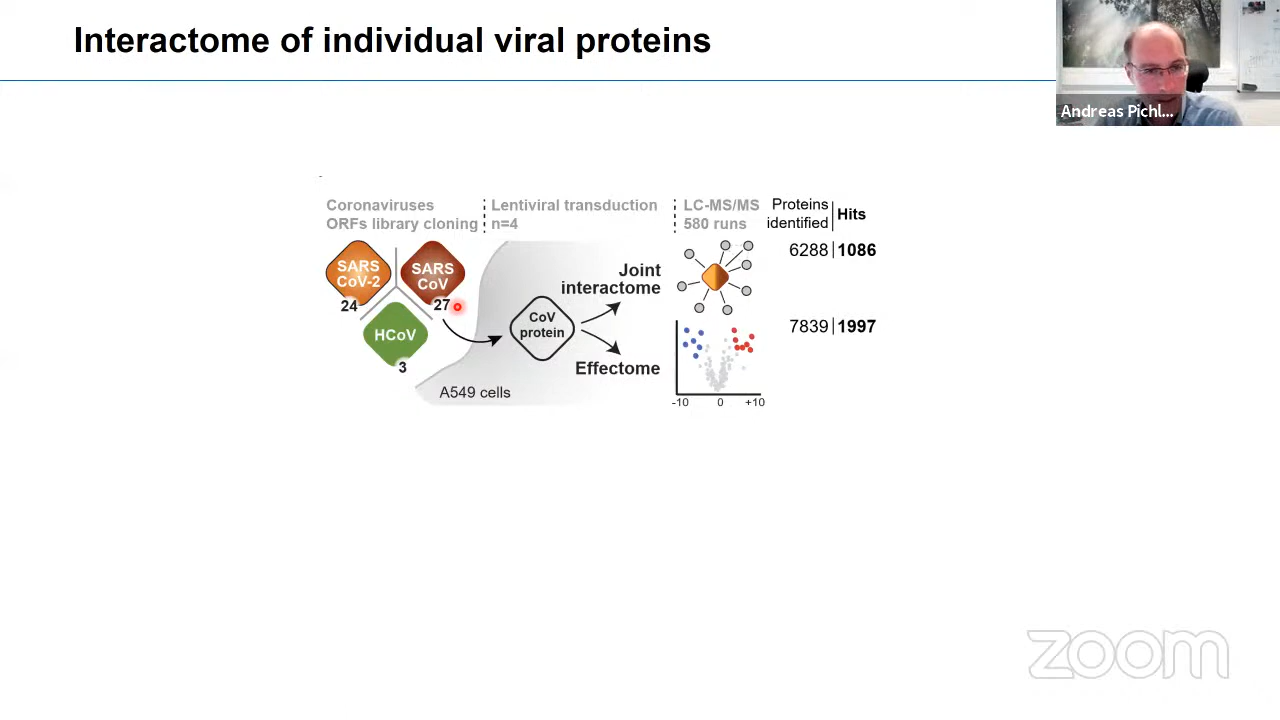 Interactome of individual viral proteins
Andreas Pichl...
Coronaviruses
ORFs library cloning
Lentiviral transduction
n=4
LC-MS/MS
580 runs
Proteins
identified
Hits
6288 1086
7839 1997
SARS
CoV-2
24
SARS
CoV
27
HCoV
3
CoV
protein
Joint
interactome
Effectome
A549 cells
-10 0 +10
zoom